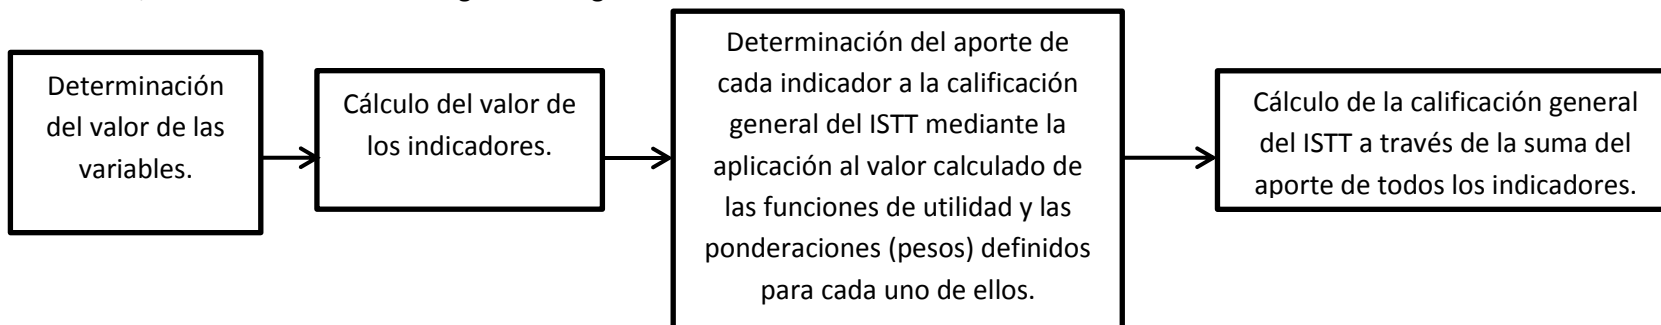 Determinación
del valor de las
variables.
Cálculo del valor de
los indicadores.
Determinación del aporte de
cada indicador a la calificación
general del ISTT mediante la
aplicación al valor calculado de
las funciones de utilidad y las
ponderaciones (pesos) definidos
para cada uno de ellos.
Cálculo de la calificación general
del ISTT a través de la suma del
aporte de todos los indicadores.